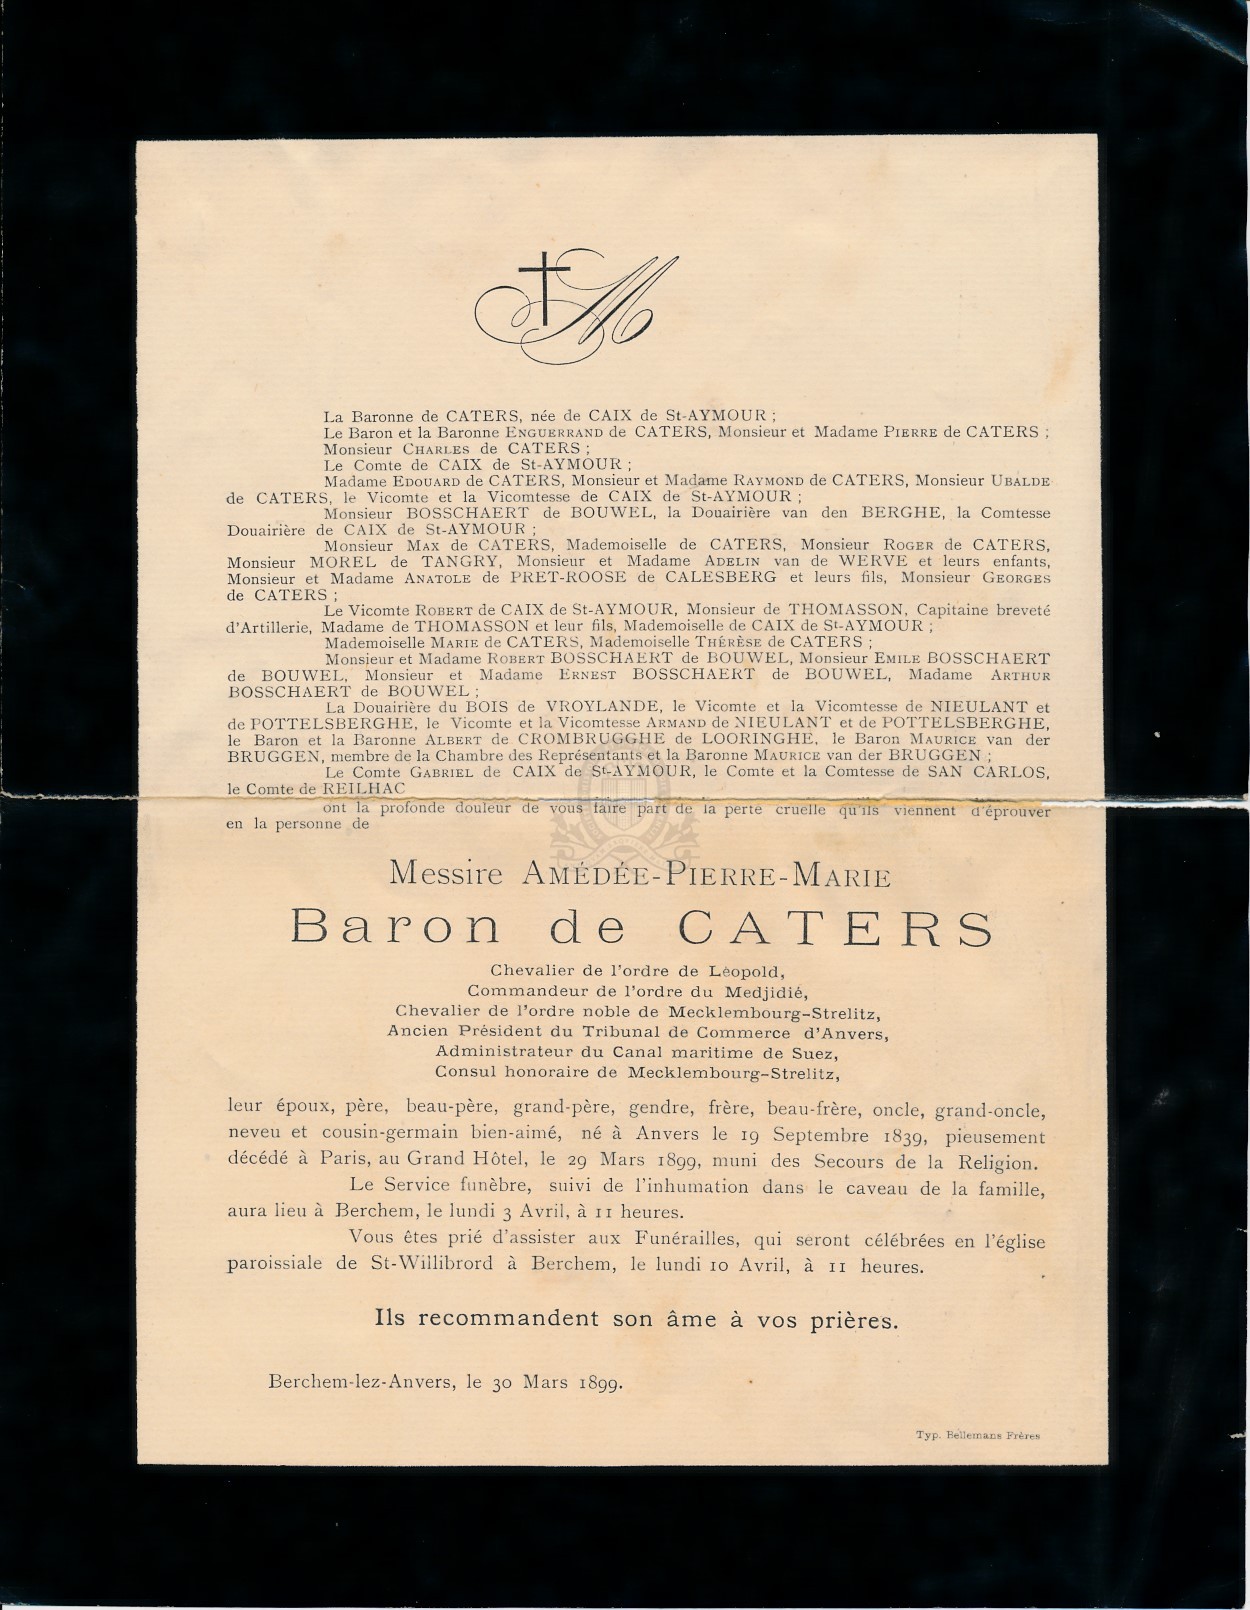 M
La Baronne de CATERS, née de CAIX de St-AYMOUR ;
Le Baron et la Baronne ENGUERRAND de CATERS, Monsieur et Madame PIERRE de CATERS ;
Monsieur CHARLES de CATERS ;
Le Comte de CAIX de St-AYMOUR ;
Madame EDOUARD de CATERS, Monsieur et Madame RAYMOND de CATERS, Monsieur UBALDE
de CATERS, le Vicomte et la Vicomtesse de CAIX de St-AYMOUR ;
Monsieur BOSSCHAERT de BOUWEL, la Douairière van den BERGHE, la Comtesse
Douairière de CAIX de St-AYMOUR ;
Monsieur MAX de CATERS, Mademoiselle de CATERS, Monsieur ROGER de CATERS,
Monsieur MOREL de TANGRY, Monsieur et Madame ADELIN van de WERVE et leurs enfants,
Monsieur et Madame ANATOLE de PRET-ROOSE de CALESBERG et leurs fils, Monsieur GEORGES
de CATERS ;
Le Vicomte ROBERT de CAIX de St-AYMOUR, Monsieur de THOMASSON, Capitaine breveté
d'Artillerie, Madame de THOMASSON et leur fils, Mademoiselle de CAIX de St-AYMOUR ;
Mademoiselle MARIE de CATERS, Mademoiselle THÉRÈSE de CATERS ;
Monsieur et Madame ROBERT BOSSCHAERT de BOUWEL, Monsieur EMILE BOSSCHAERT
de BOUWEL, Monsieur et Madame ERNEST BOSSCHAERT de BOUWEL, Madame ARTHUR
BOSSCHAERT de BOUWEL ;
La Douairière du BOIS de VROYLANDE, le Vicomte et la Vicomtesse de NIEULANT et
de POTTELSBERGHE, le Vicomte et la Vicomtesse ARMAND de NIEULANT et de POTTELSBERGHE,
le Baron et la Baronne ALBERT de CROMBRUGGHE de LOORINGHE, le Baron MAURICE van der
BRUGGEN, membre de la Chambre des Représentants et la Baronne MAURICE van der BRUGGEN ;
Le Comte GABRIEL de CAIX de St-AYMOUR, le Comte et la Comtesse de SAN CARLOS,
le Comte de REILHAC
ont la profonde douleur de vous faire part de la perte cruelle qu'ils viennent d'éprouver
en la personne de
Messire AMÉDÉE-PIERRE-MARIE
Baron de CATERS
Chevalier de l'ordre de Léopold,
Commandeur de l'ordre du Medjidié,
Chevalier de l'ordre noble de Mecklembourg-Strelitz,
Ancien Président du Tribunal de Commerce d'Anvers,
Administrateur du Canal maritime de Suez,
Consul honoraire de Mecklembourg-Strelitz,
leur époux, père, beau-père, grand-père, gendre, frère, beau-frère, oncle, grand-oncle,
neveu et cousin-germain bien-aimé, né à Anvers le 19 Septembre 1839, pieusement
décédé à Paris, au Grand Hôtel, le 29 Mars 1899, muni des Secours de la Religion.
Le Service funèbre, suivi de l'inhumation dans le caveau de la famille,
aura lieu à Berchem, le lundi 3 Avril, à 11 heures.
Vous êtes prié d'assister aux Funérailles, qui seront célébrées en l'église
paroissiale de St-Willibrord à Berchem, le lundi 10 Avril, à 11 heures.
Ils recommandent son âme à vos prières.
Berchem-lez-Anvers, le 30 Mars 1899.
Typ. Bellemans Frères